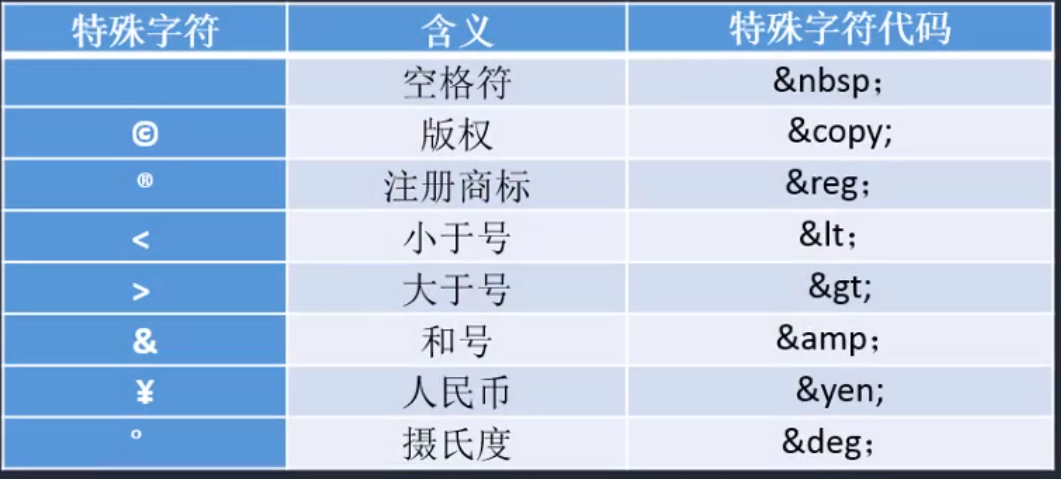 特殊字符 含义 特殊字符代码
空格符 &nbsp；
© 版权 &copy;
® 注册商标 &reg；
< 小于号 &lt；
> 大于号 &gt;
& 和号 &amp；
¥ 人民币 &yen;
° 摄氏度 &deg；